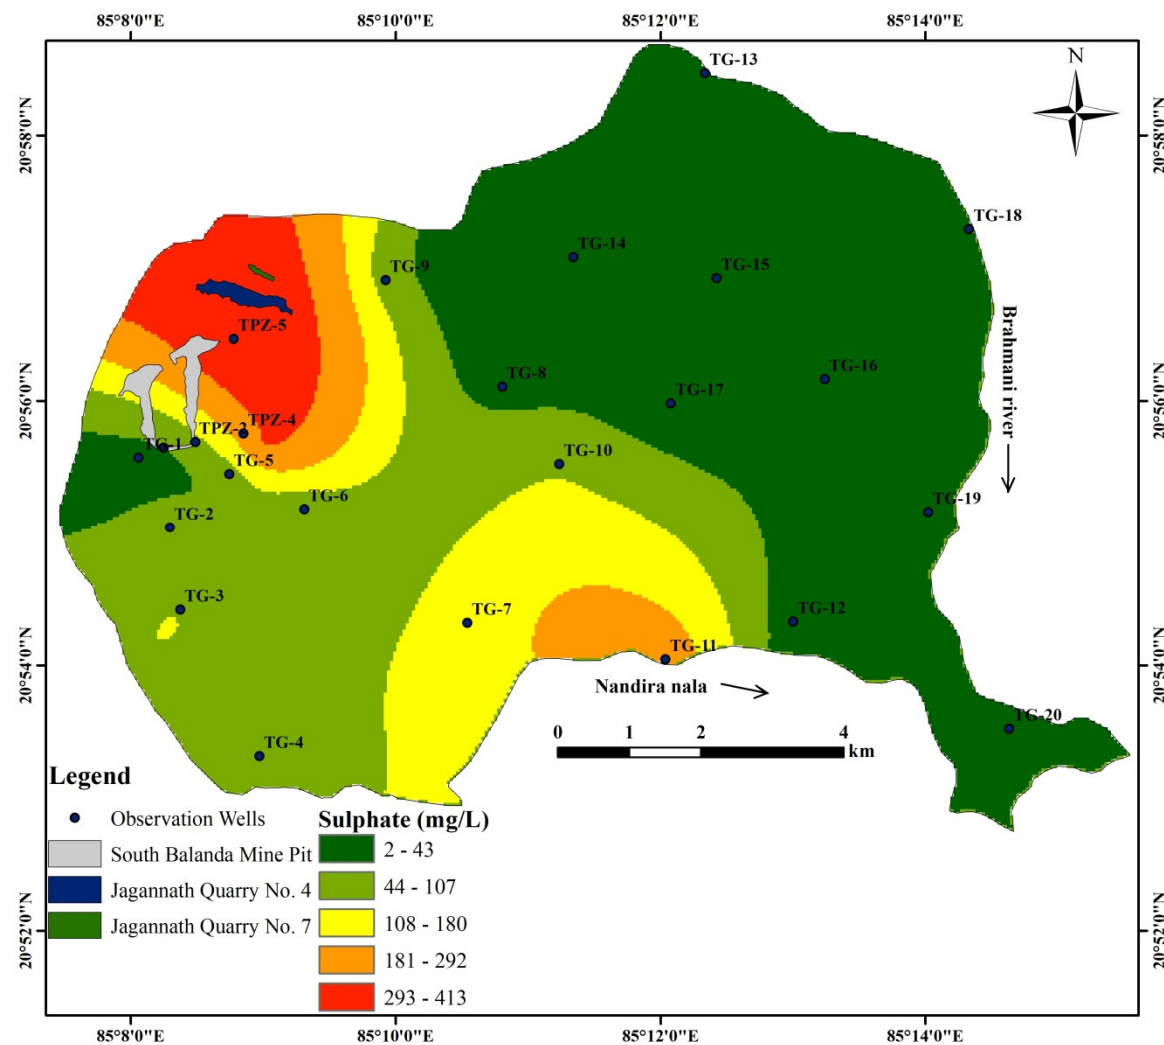 85°8'0"E 85°10'0"E 85°12'0"E 85°14'0"E
N
20°58'0"N
20°56'0"N
20°54'0"N
20°52'0"N
20°58'0"N
20°56'0"N
20°54'0"N
20°52'0"N
TG-13
TG-18
TG-14
TG-9
TG-15
TPZ-5
TG-8
TG-16
TG-17
TPZ-4
TPZ-2
TG-1
TG-5
TG-10
TG-6
TG-19
TG-2
TG-3
TG-7
TG-12
TG-11
TG-20
TG-4
Brahmani river
Nandira nala
0 1 2 4
km
Legend
Observation Wells
South Balanda Mine Pit
Jagannath Quarry No. 4
Jagannath Quarry No. 7
Sulphate (mg/L)
2 - 43
44 - 107
108 - 180
181 - 292
293 - 413
85°8'0"E 85°10'0"E 85°12'0"E 85°14'0"E